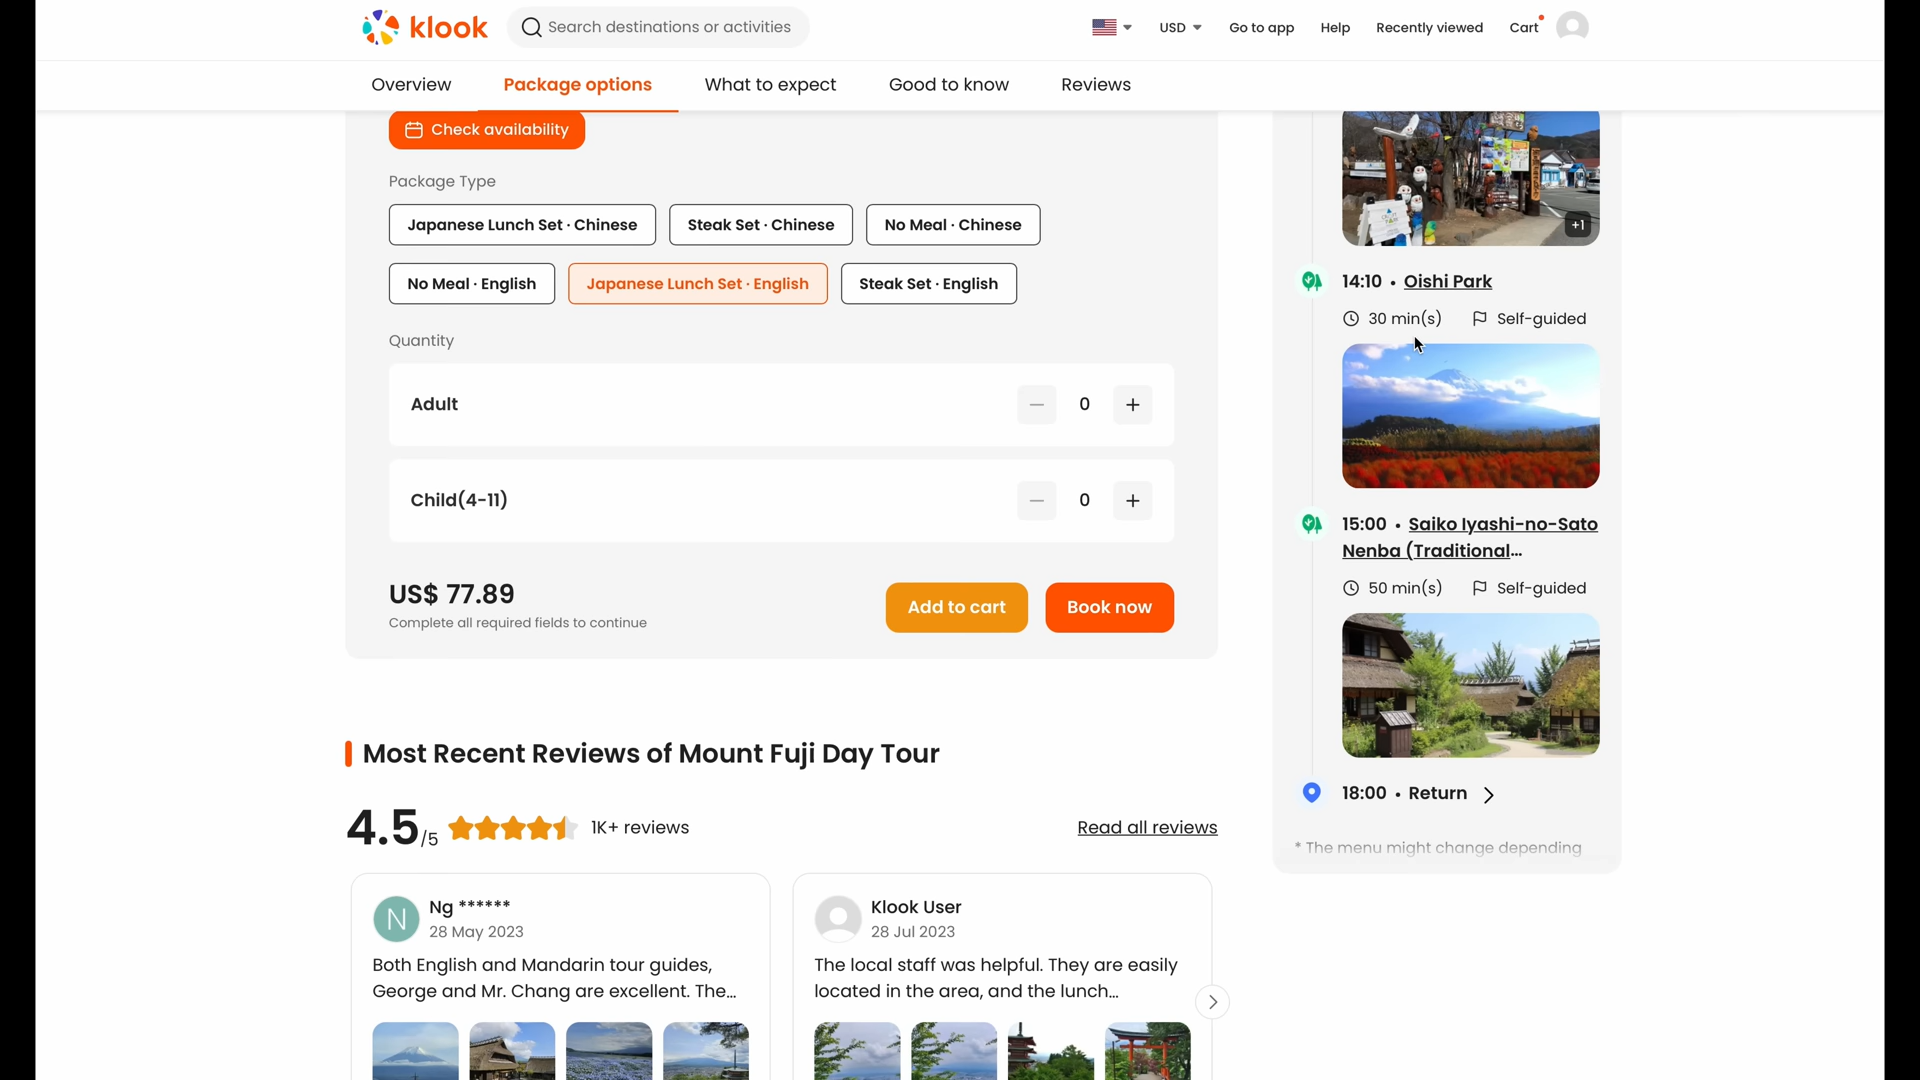 klook
Search destinations or activities
USD
Go to app
Help
Recently viewed
Cart
Overview
Package options
What to expect
Good to know
Reviews
Check availability
Package Type
Japanese Lunch Set · Chinese
Steak Set · Chinese
No Meal · Chinese
No Meal · English
Japanese Lunch Set · English
Steak Set · English
Quantity
Adult
0
Child(4-11)
0
US$ 77.89
Complete all required fields to continue
Add to cart
Book now
Most Recent Reviews of Mount Fuji Day Tour
4.5/5
1K+ reviews
Read all reviews
N
Ng ******
28 May 2023
Both English and Mandarin tour guides,
George and Mr. Chang are excellent. The...
Klook User
28 Jul 2023
The local staff was helpful. They are easily
located in the area, and the lunch...
+1
14:10 • Oishi Park
30 min(s)
Self-guided
15:00 • Saiko Iyashi-no-Sato
Nenba (Traditional...
50 min(s)
Self-guided
18:00 • Return
* The menu might change depending